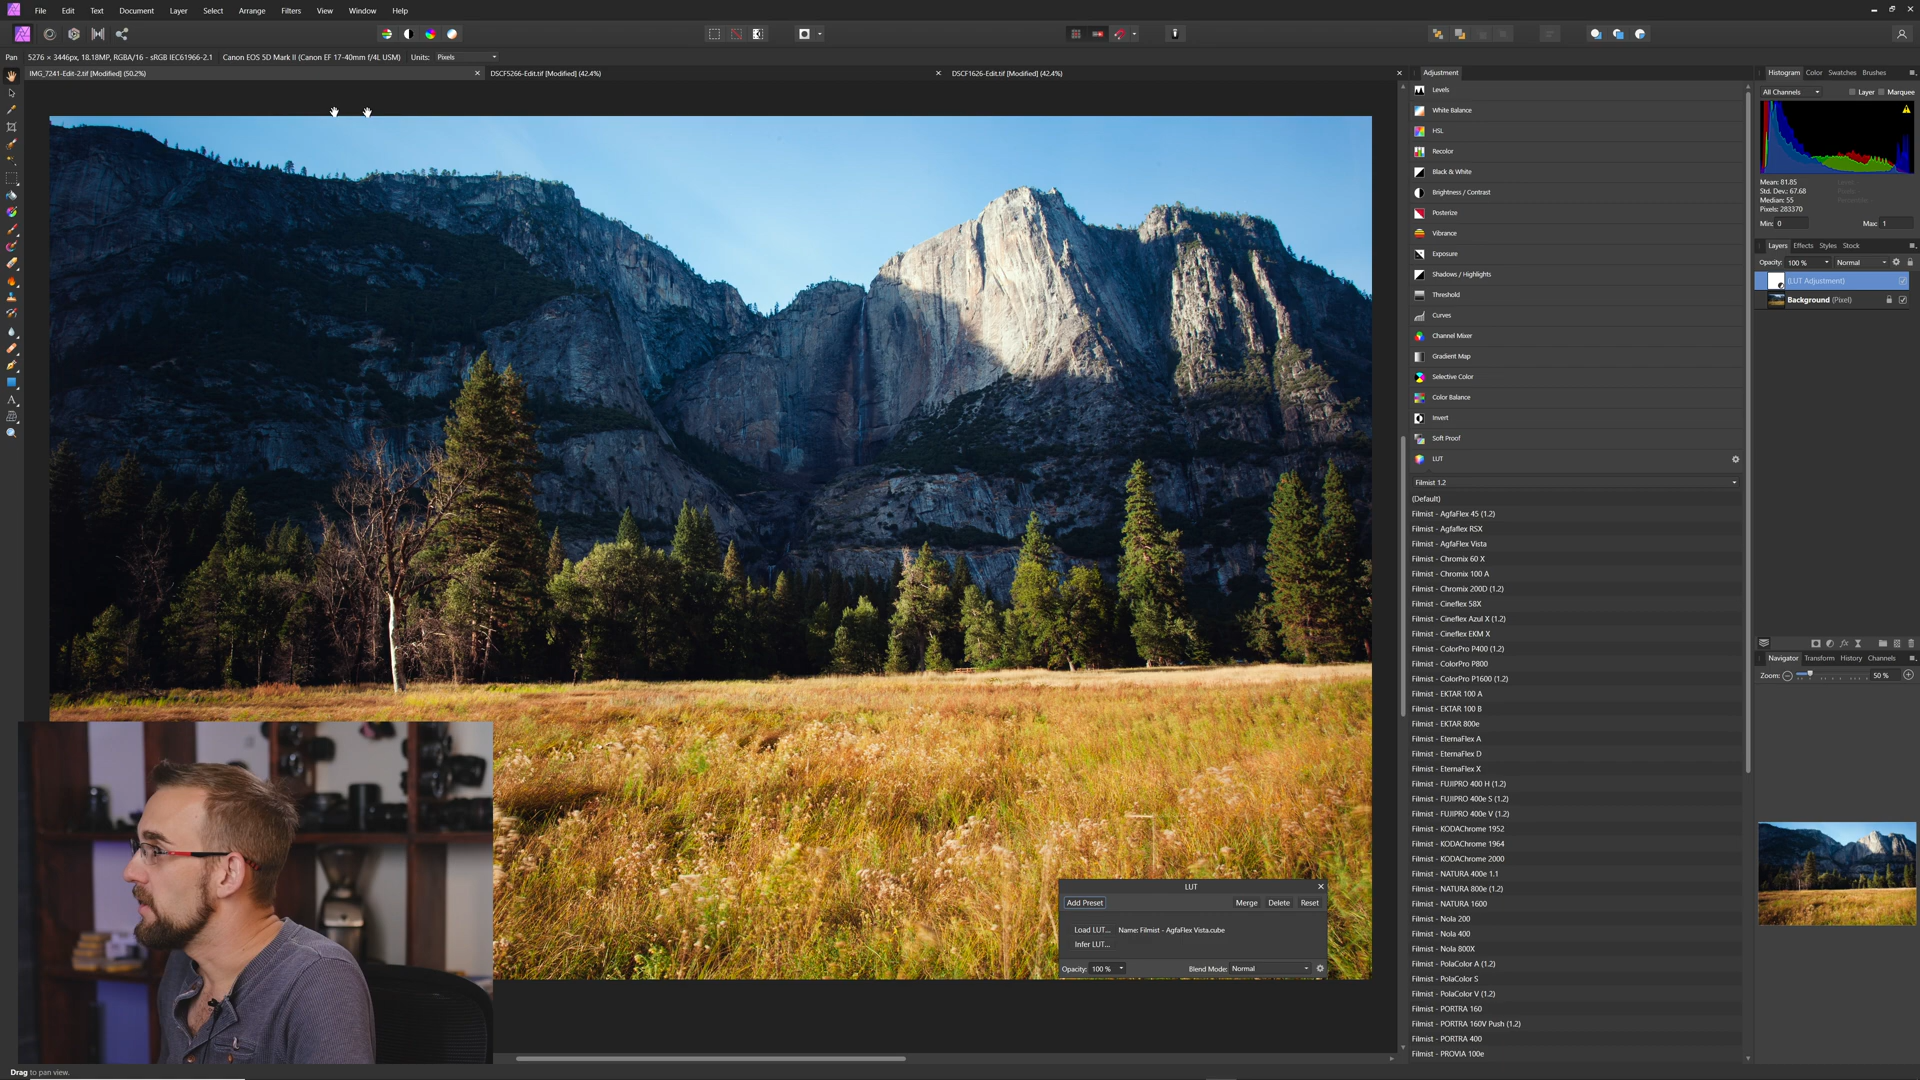 File Edit Text Document Layer Select Arrange Filters View Window Help
Pan 5276 × 3446px, 18.18MP, RGBA/16 - sRGB IEC61966-2.1 Canon EOS 5D Mark II (Canon EF 17-40mm f/4L USM) Units: Pixels
IMG_7241-Edit-2.tif [Modified] (50.2%) DSCF5266-Edit.tif [Modified] (42.4%) DSCF1626-Edit.tif [Modified] (42.4%)
Adjustment
Levels
White Balance
HSL
Recolor
Black & White
Brightness / Contrast
Posterize
Vibrance
Exposure
Shadows / Highlights
Threshold
Curves
Channel Mixer
Gradient Map
Selective Color
Color Balance
Invert
Soft Proof
LUT
Filmist 1.2
(Default)
Filmist - AgfaFlex 45 (1.2)
Filmist - Agfaflex RSX
Filmist - AgfaFlex Vista
Filmist - Chromix 60 X
Filmist - Chromix 100 A
Filmist - Chromix 200D (1.2)
Filmist - Cineflex 58X
Filmist - Cineflex Azul X (1.2)
Filmist - Cineflex EKM X
Filmist - ColorPro P400 (1.2)
Filmist - ColorPro P800
Filmist - ColorPro P1600 (1.2)
Filmist - EKTAR 100 A
Filmist - EKTAR 100 B
Filmist - EKTAR 800e
Filmist - EternaFlex A
Filmist - EternaFlex D
Filmist - EternaFlex X
Filmist - FUJIPRO 400 H (1.2)
Filmist - FUJIPRO 400e S (1.2)
Filmist - FUJIPRO 400e V (1.2)
Filmist - KODAChrome 1952
Filmist - KODAChrome 1964
Filmist - KODAChrome 2000
Filmist - NATURA 400e 1.1
Filmist - NATURA 800e (1.2)
Filmist - NATURA 1600
Filmist - Nola 200
Filmist - Nola 400
Filmist - Nola 800X
Filmist - PolaColor A (1.2)
Filmist - PolaColor S
Filmist - PolaColor V (1.2)
Filmist - PORTRA 160
Filmist - PORTRA 160V Push (1.2)
Filmist - PORTRA 400
Filmist - PROVIA 100e
Histogram Color Swatches Brushes
All Channels Layer Marquee
Mean: 81.85
Std. Dev.: 67.68
Median: 55
Pixels: 283370
Min: 0 Max: 1
Layers Effects Styles Stock
Opacity: 100 % Normal
(LUT Adjustment)
Background (Pixel)
Navigator Transform History Channels
Zoom: 50 %
LUT
Add Preset Merge Delete Reset
Load LUT... Name: Filmist - AgfaFlex Vista.cube
Infer LUT...
Opacity: 100 % Blend Mode: Normal
Drag to pan view.